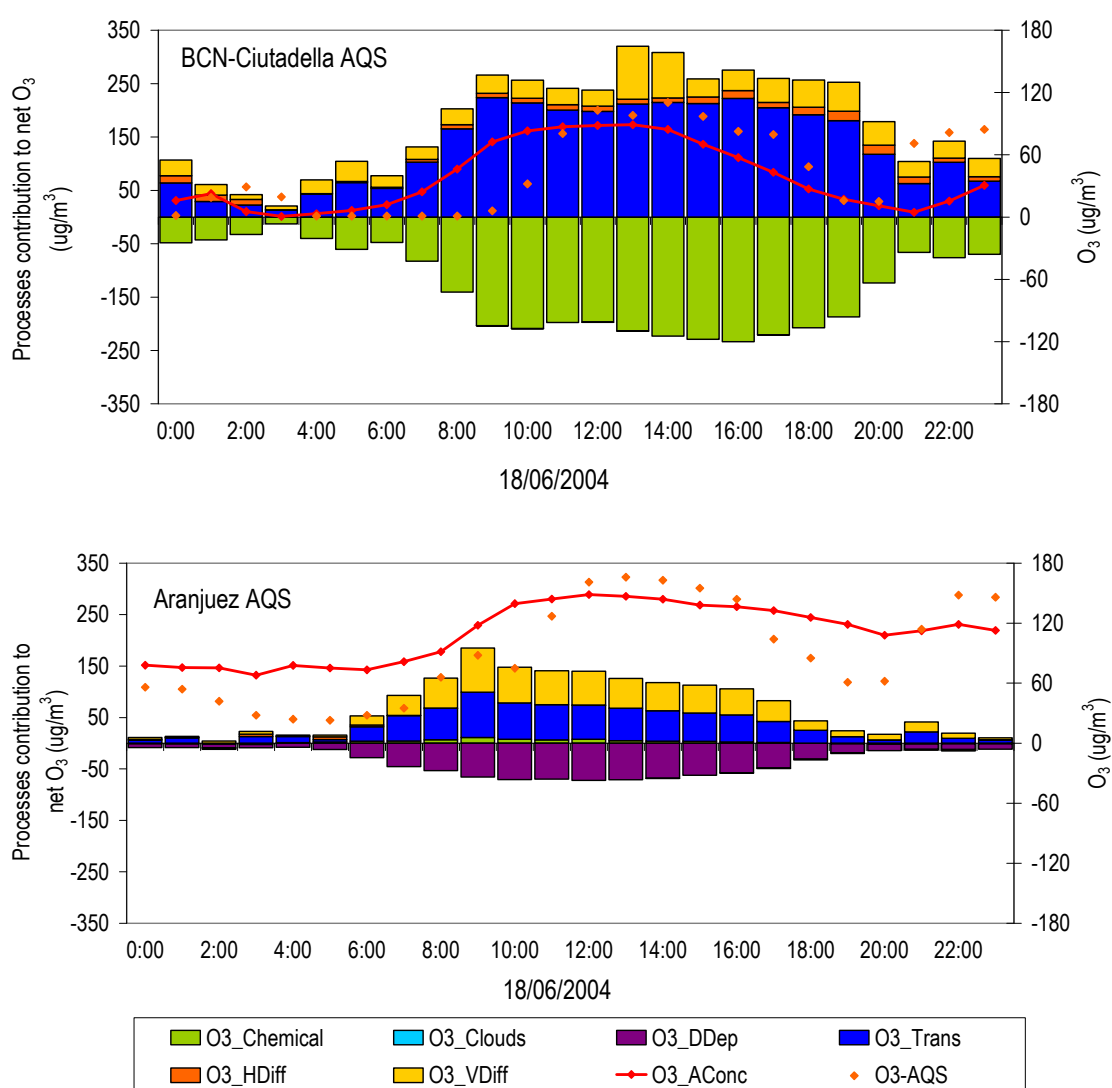 BCN-Ciutadella AQS
Processes contribution to net O3
(ug/m3)
350
250
150
50
-50
-150
-250
-350
180
120
60
0
-60
-120
-180
O3 (ug/m3)
0:00 2:00 4:00 6:00 8:00 10:00 12:00 14:00 16:00 18:00 20:00 22:00
18/06/2004
Aranjuez AQS
Processes contribution to
net O3 (ug/m3)
350
250
150
50
-50
-150
-250
-350
180
120
60
0
-60
-120
-180
O3 (ug/m3)
0:00 2:00 4:00 6:00 8:00 10:00 12:00 14:00 16:00 18:00 20:00 22:00
18/06/2004
O3_Chemical O3_Clouds O3_DDep O3_Trans
O3_HDiff O3_VDiff O3_AConc O3-AQS